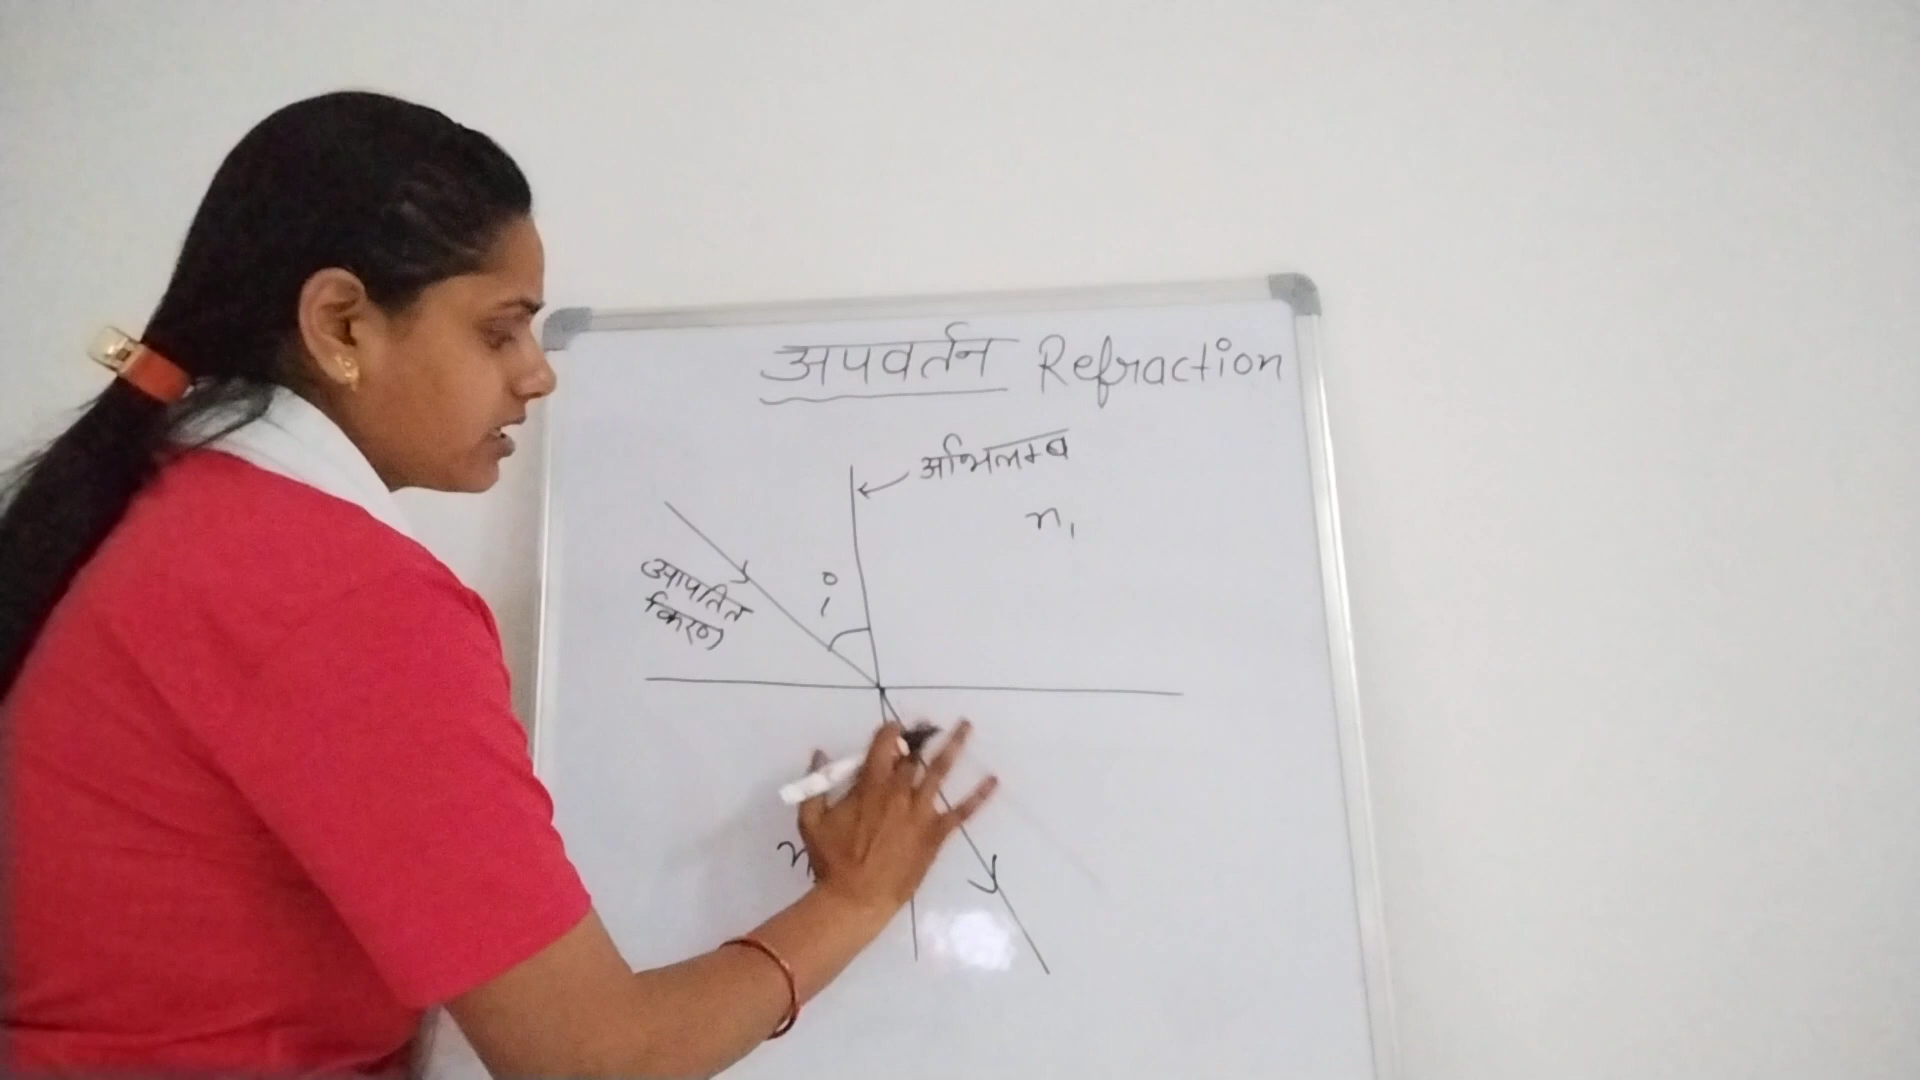 अपवर्तन Refraction
अभिलम्ब
n₁
i
आपतित
किरण
n